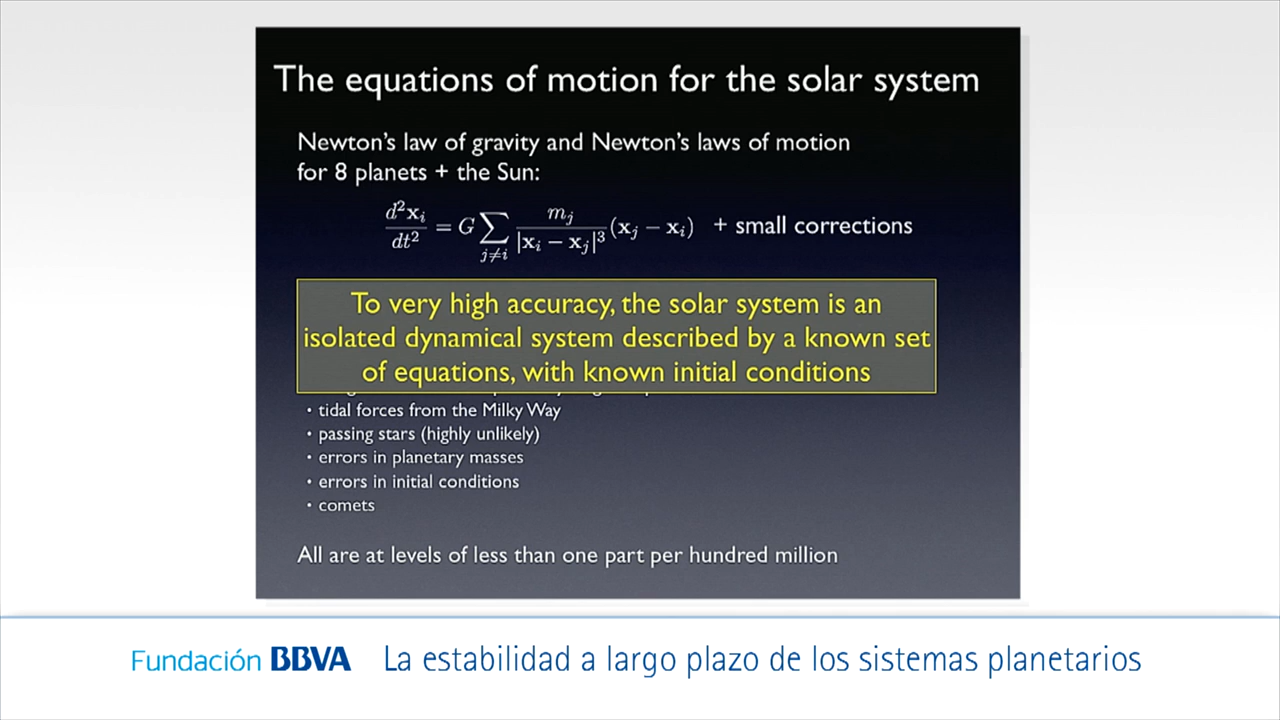 The equations of motion for the solar system
Newton's law of gravity and Newton's laws of motion
for 8 planets + the Sun:
d²xᵢ/dt² = G ∑_{j≠i} mⱼ/|xᵢ − xⱼ|³ (xⱼ − xᵢ) + small corrections
To very high accuracy, the solar system is an
isolated dynamical system described by a known set
of equations, with known initial conditions
• tidal forces from the Milky Way
• passing stars (highly unlikely)
• errors in planetary masses
• errors in initial conditions
• comets
All are at levels of less than one part per hundred million
Fundación BBVA La estabilidad a largo plazo de los sistemas planetarios